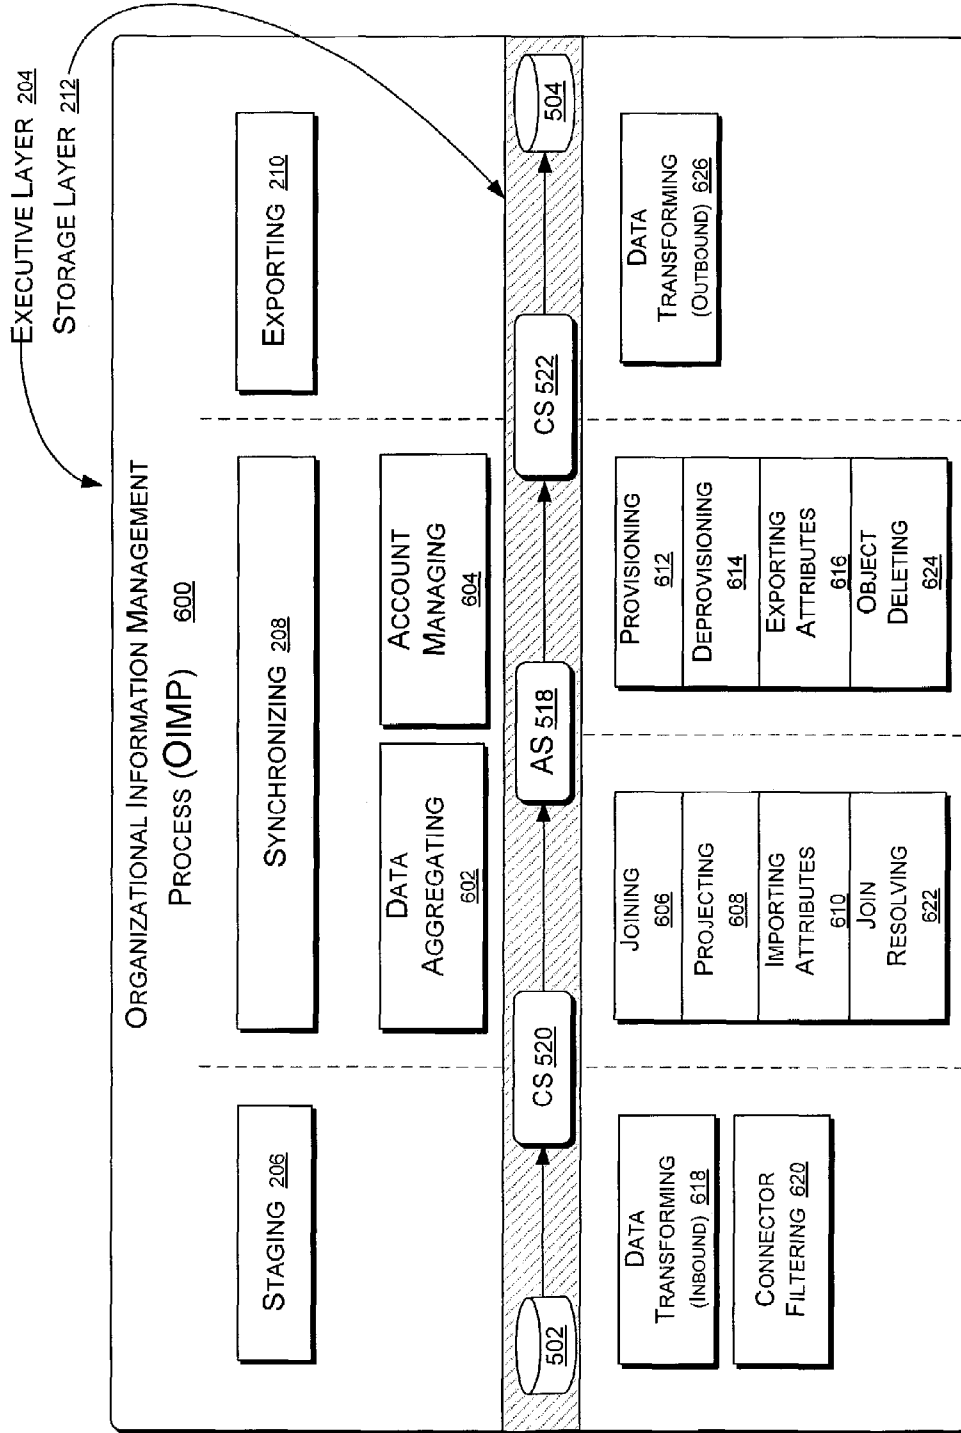 EXECUTIVE LAYER 204
STORAGE LAYER 212
ORGANIZATIONAL INFORMATION MANAGEMENT
PROCESS (OIMP) 600
STAGING 206
SYNCHRONIZING 208
EXPORTING 210
DATA
AGGREGATING
602
ACCOUNT
MANAGING
604
502
CS 520
AS 518
CS 522
504
DATA
TRANSFORMING
(INBOUND) 618
CONNECTOR
FILTERING 620
JOINING
606
PROJECTING
608
IMPORTING
ATTRIBUTES
610
JOIN
RESOLVING
622
PROVISIONING
612
DEPROVISIONING
614
EXPORTING
ATTRIBUTES
616
OBJECT
DELETING
624
DATA
TRANSFORMING
(OUTBOUND) 626